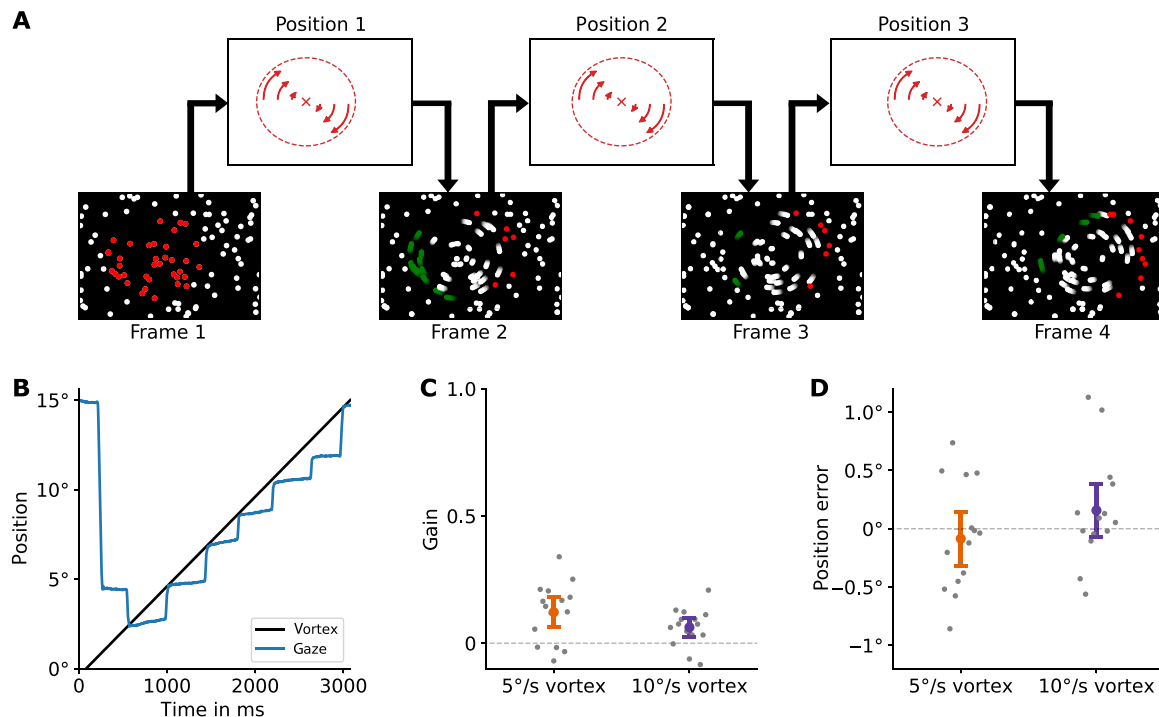 A
Position 1
Position 2
Position 3
Frame 1
Frame 2
Frame 3
Frame 4
B
15°
10°
5°
0°
Position
0
1000
2000
3000
Time in ms
Vortex
Gaze
C
1.0
0.5
0
Gain
5°/s vortex
10°/s vortex
D
1.0°
0.5°
0°
−0.5°
−1°
Position error
5°/s vortex
10°/s vortex